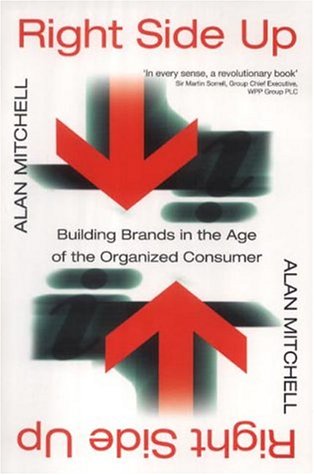 Right Side Up
'In every sense, a revolutionary book'
Sir Martin Sorrell, Group Chief Executive,
WPP Group PLC
ALAN MITCHELL
i
Building Brands in the Age
of the Organized Consumer
i
ALAN MITCHELL
Right Side Up